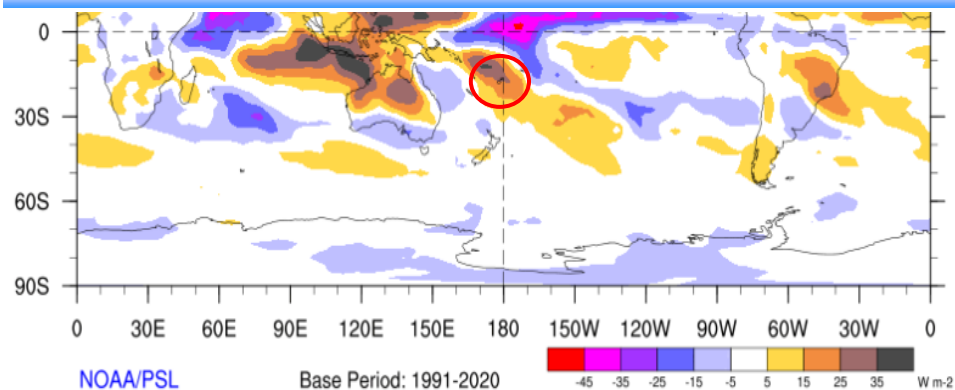 0
30S
60S
90S
0 30E 60E 90E 120E 150E 180 150W 120W 90W 60W 30W 0
-45 -35 -25 -15 -5 5 15 25 35 W m-2
NOAA/PSL Base Period: 1991-2020